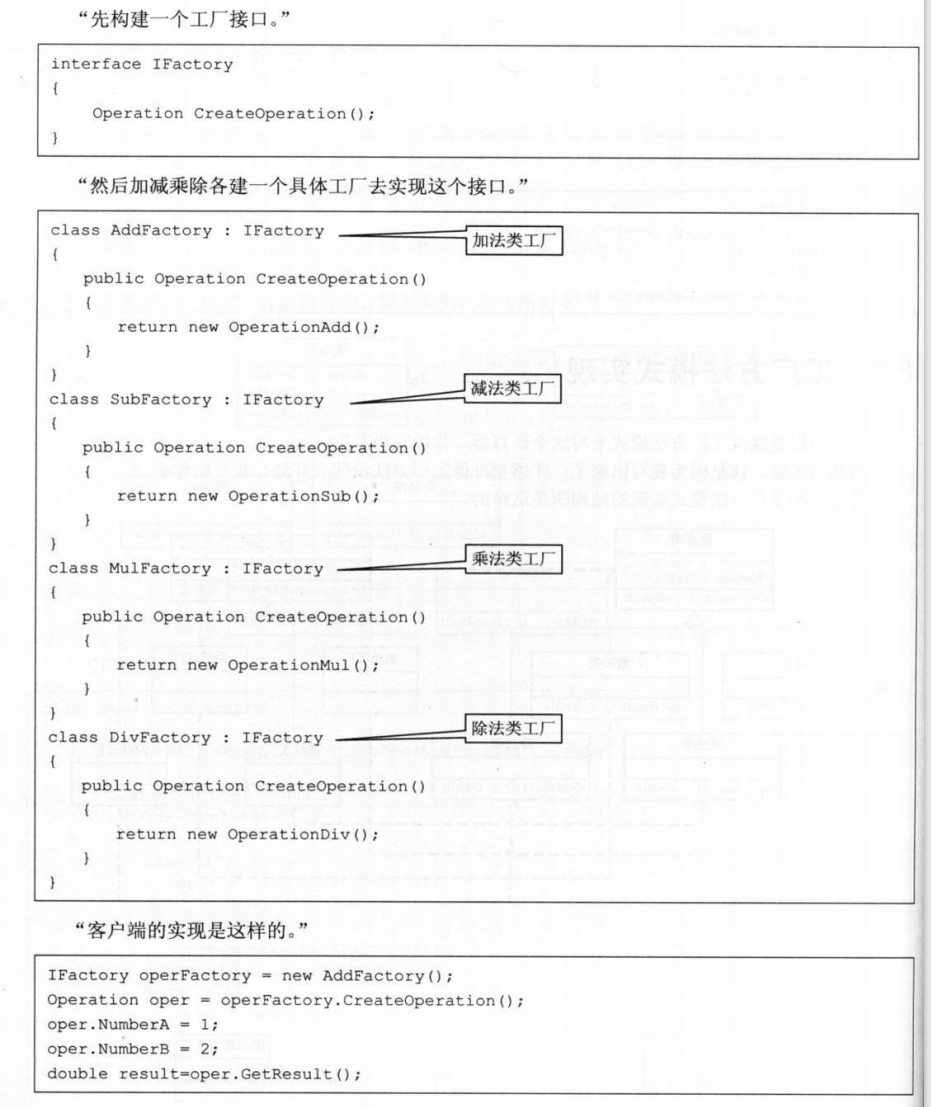 “先构建一个工厂接口。”
interface IFactory
{
Operation CreateOperation();
}
“然后加减乘除各建一个具体工厂去实现这个接口。”
class AddFactory : IFactory
加法类工厂
{
public Operation CreateOperation()
{
return new OperationAdd();
}
}
class SubFactory : IFactory
减法类工厂
{
public Operation CreateOperation()
{
return new OperationSub();
}
}
class MulFactory : IFactory
乘法类工厂
{
public Operation CreateOperation()
{
return new OperationMul();
}
}
class DivFactory : IFactory
除法类工厂
{
public Operation CreateOperation()
{
return new OperationDiv();
}
}
“客户端的实现是这样的。”
IFactory operFactory = new AddFactory();
Operation oper = operFactory.CreateOperation();
oper.NumberA = 1;
oper.NumberB = 2;
double result=oper.GetResult();